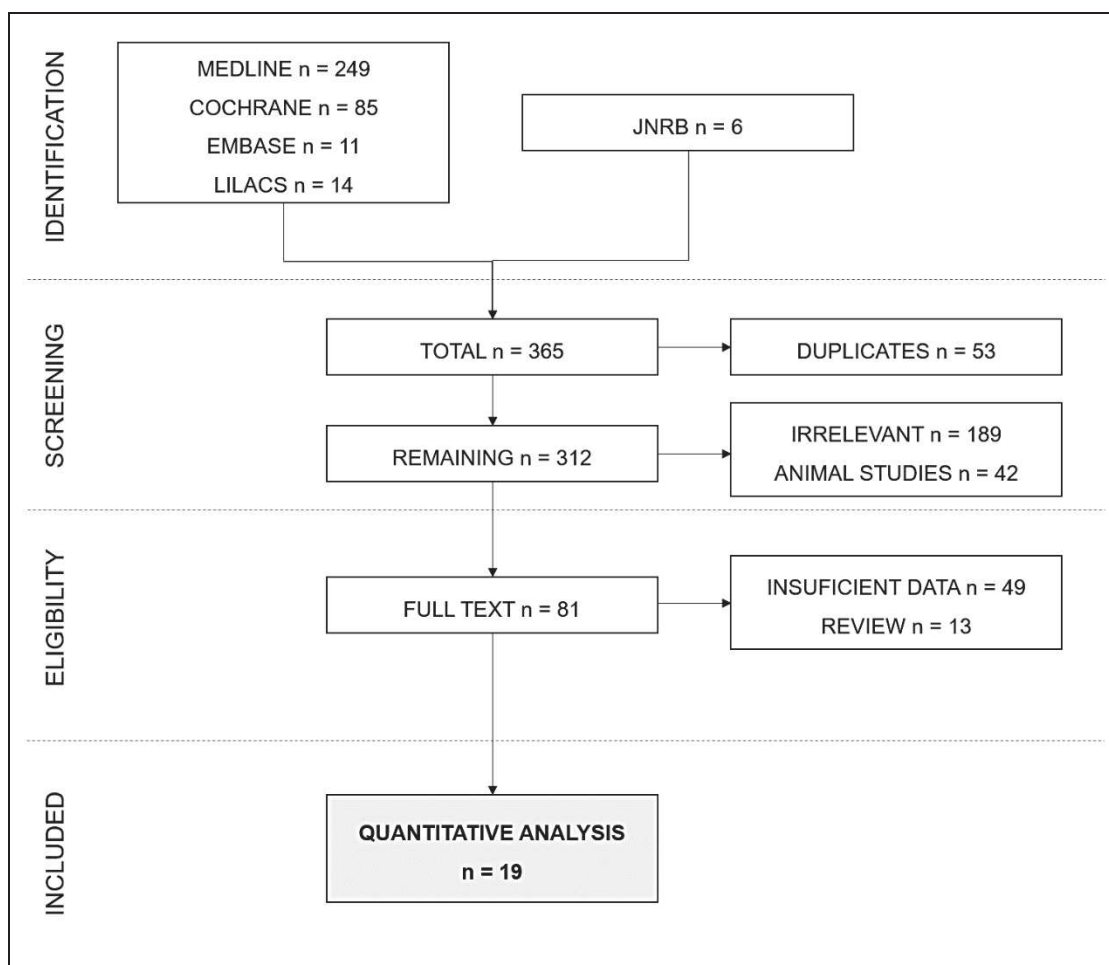 IDENTIFICATION
MEDLINE n = 249
COCHRANE n = 85
EMBASE n = 11
LILACS n = 14
JNRB n = 6
SCREENING
TOTAL n = 365
DUPLICATES n = 53
REMAINING n = 312
IRRELEVANT n = 189
ANIMAL STUDIES n = 42
ELIGIBILITY
FULL TEXT n = 81
INSUFICIENT DATA n = 49
REVIEW n = 13
INCLUDED
QUANTITATIVE ANALYSIS
n = 19